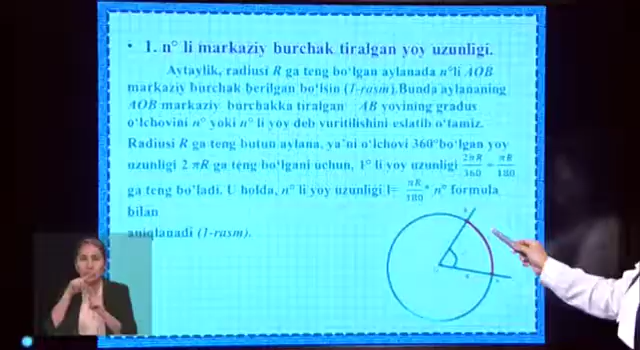 • 1. n° li markaziy burchak tiralgan yoy uzunligi.
Aytaylik, radiusi R ga teng bo'lgan aylanada n°li AOB
markaziy burchak berilgan bo'lsin (1-rasm).Bunda aylananing
AOB markaziy burchakka tiralgan AB yoyining gradus
o'lchovini n° yoki n° li yoy deb yuritilishini eslatib o'tamiz.
Radiusi R ga teng butun aylana, ya'ni o'lchovi 360°bo'lgan yoy
uzunligi 2 πR ga teng bo'lgani uchun, 1° li yoy uzunligi 2πR/360 = πR/180
ga teng bo'ladi. U holda, n° li yoy uzunligi l= πR/180 * n° formula
bilan
aniqlanadi (1-rasm).